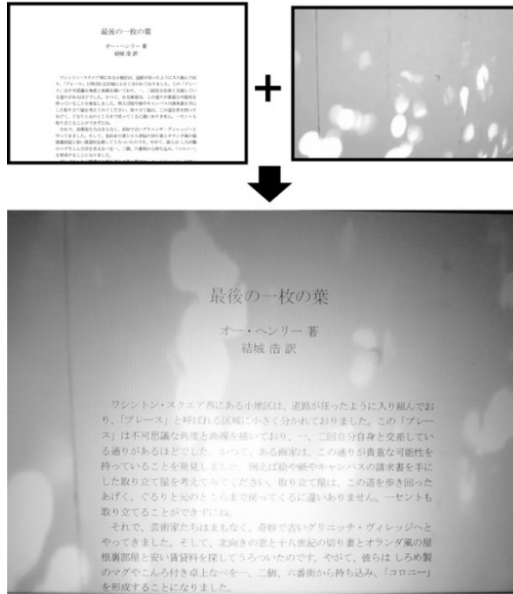 最後の一枚の葉
オー・ヘンリー 著
結城 浩 訳
+
最後の一枚の葉
オー・ヘンリー 著
結城 浩 訳
ワシントン・スクエア西にある小地区は、道路が狂ったように入り組んでお
り、「プレース」と呼ばれる区域に小さく分かれておりました。この「プレー
ス」は不可思議な角度と曲線を描いており、一、二回自分自身と交差してい
る通りがあるほどでした。かつて、ある画家は、この通りが貴重な可能性を
持っていることを発見しました。例えば絵や紙やキャンバスの請求書を手に
した取り立て屋を考えてみてください。取り立て屋は、この道を歩き回った
あげく、ぐるりと元のところまで戻ってくるに違いありません。一セントも
取り立てることができずにね。
それで、芸術家たちはまもなく、奇妙で古いグリニッチ・ヴィレッジへと
やってきました。そして、北向きの窓と十八世紀の切り妻とオランダ風の屋
根裏部屋と安い賃貸料を探してうろついたのです。やがて、彼らは しろめ製
のマグやこんろ付き卓上なべを一、二個、六番街から持ち込み、「コロニー」
を形成することになりました。